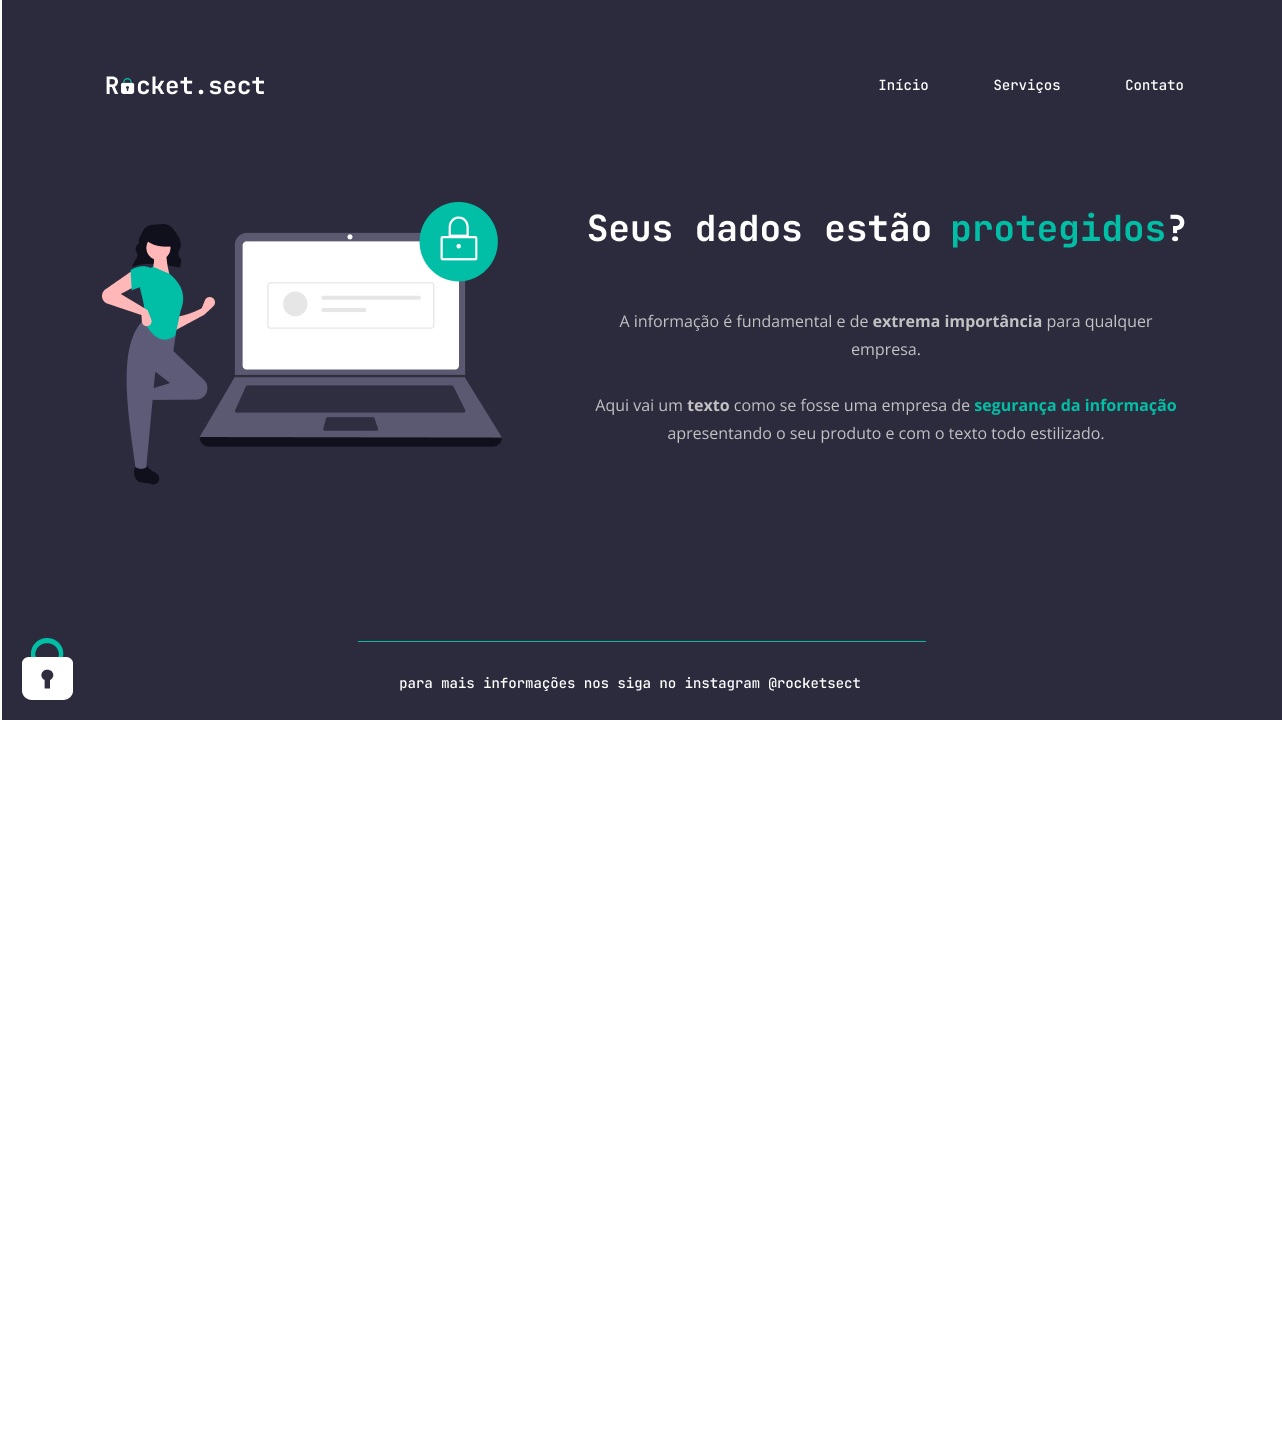 Rocket.sect
Início Serviços Contato
Seus dados estão protegidos?
A informação é fundamental e de extrema importância para qualquer
empresa.
Aqui vai um texto como se fosse uma empresa de segurança da informação
apresentando o seu produto e com o texto todo estilizado.
para mais informações nos siga no instagram @rocketsect